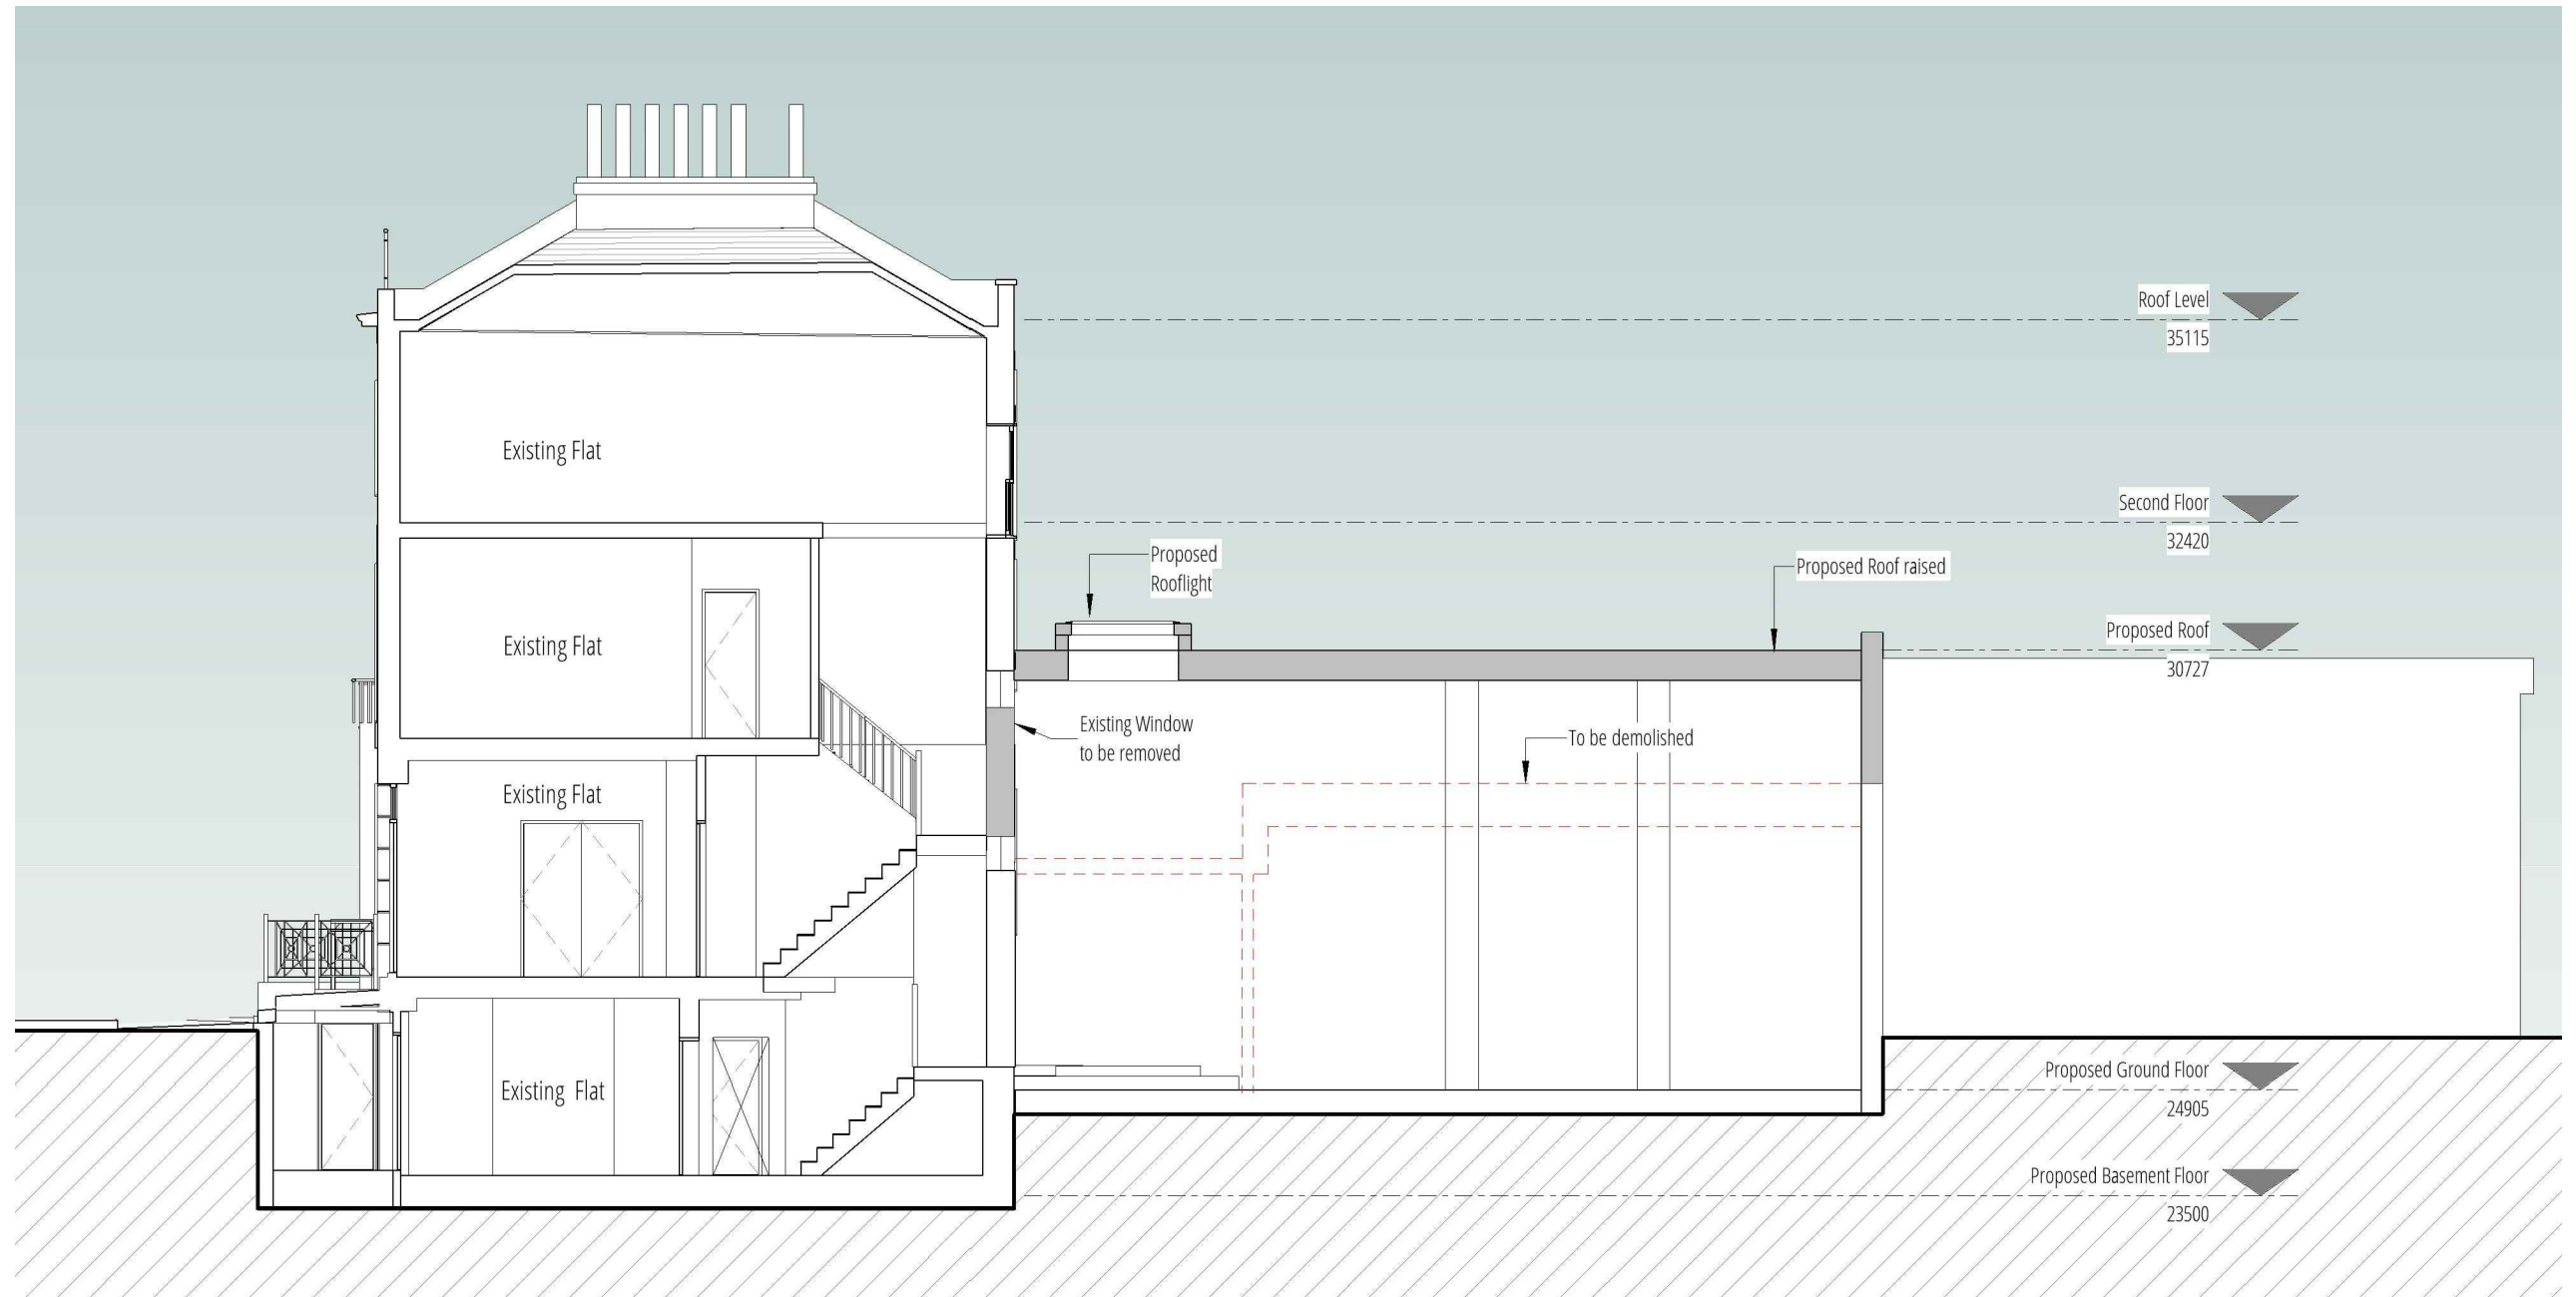 Roof Level
35115
Existing Flat
Second Floor
32420
Proposed
Rooflight
Proposed Roof raised
Proposed Roof
30727
Existing Flat
Existing Window
to be removed
To be demolished
Existing Flat
Proposed Ground Floor
24905
Existing Flat
Proposed Basement Floor
23500